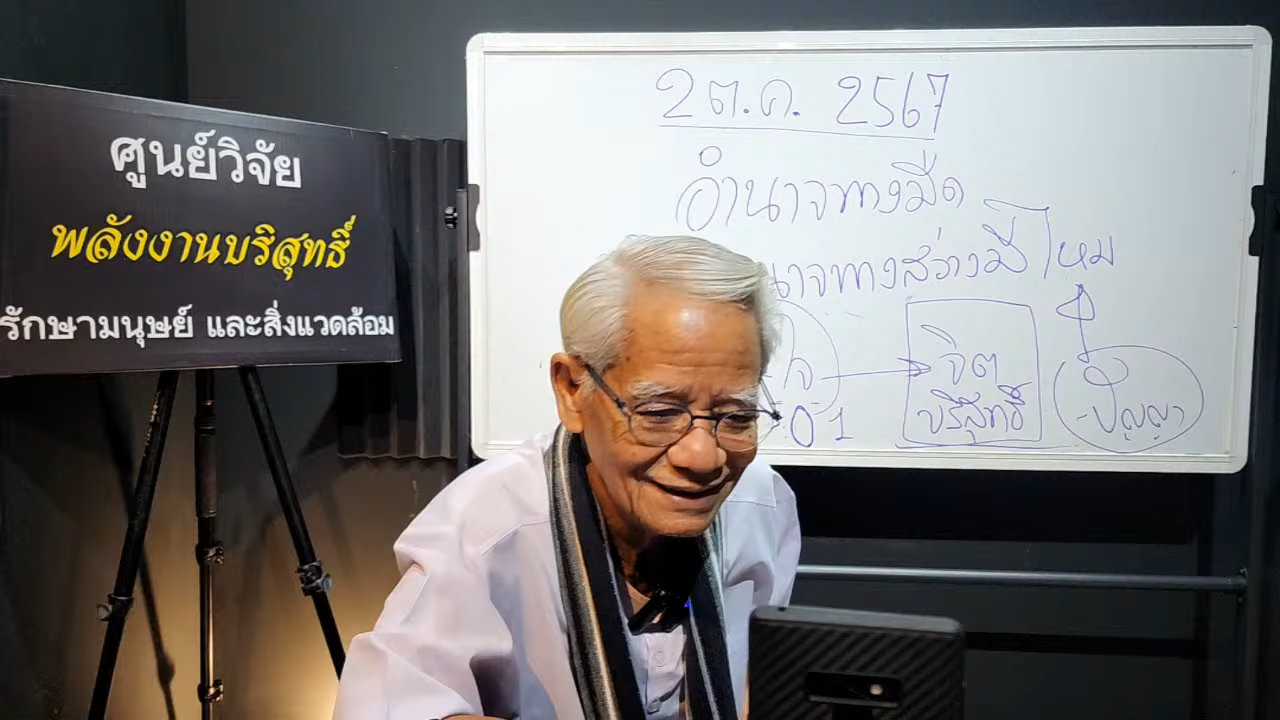 ศูนย์วิจัย
พลังงานบริสุทธิ์
รักษามนุษย์ และสิ่งแวดล้อม
2 ต.ค. 2567
อำนาจทางมืด
นาจทางสว่างมีไหม
จิต
บริสุทธิ์
ปัญญา
01